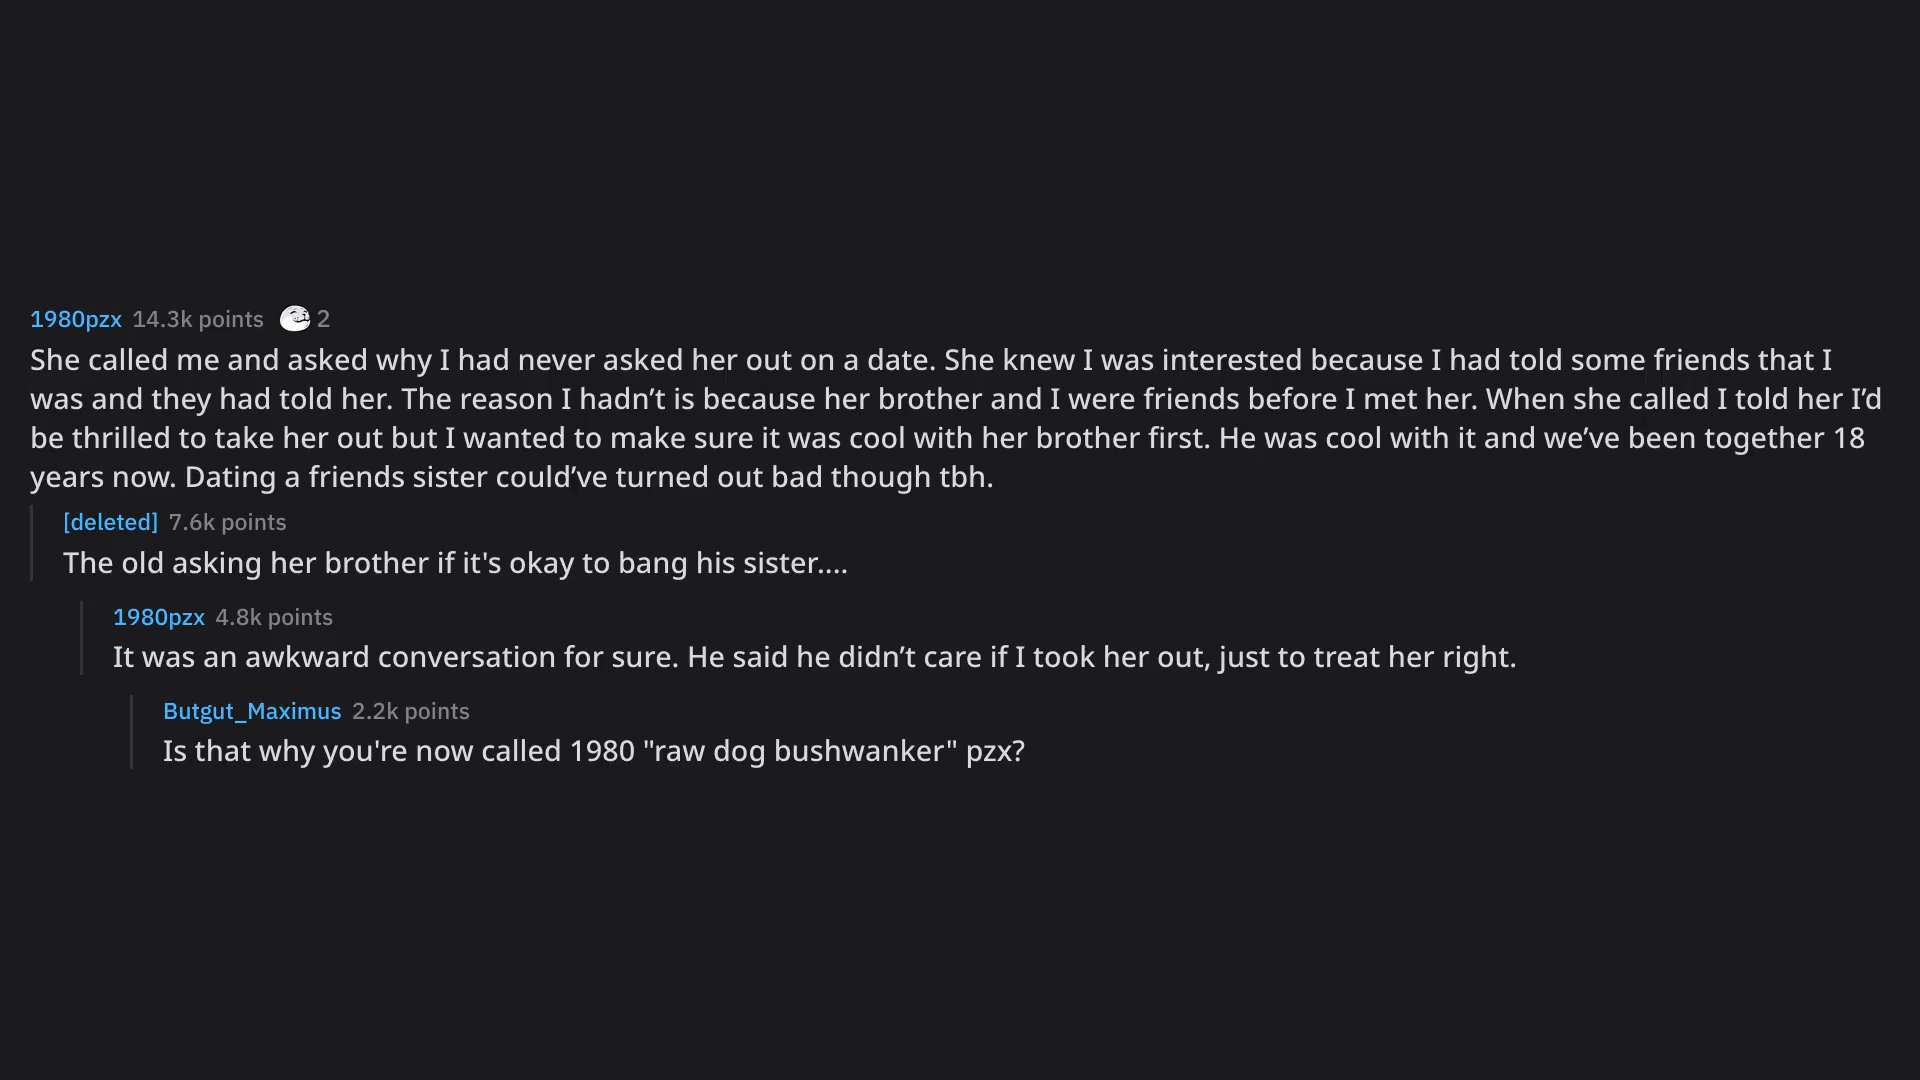 1980pzx 14.3k points 2
She called me and asked why I had never asked her out on a date. She knew I was interested because I had told some friends that I
was and they had told her. The reason I hadn’t is because her brother and I were friends before I met her. When she called I told her I’d
be thrilled to take her out but I wanted to make sure it was cool with her brother first. He was cool with it and we’ve been together 18
years now. Dating a friends sister could’ve turned out bad though tbh.
[deleted] 7.6k points
The old asking her brother if it's okay to bang his sister....
1980pzx 4.8k points
It was an awkward conversation for sure. He said he didn’t care if I took her out, just to treat her right.
Butgut_Maximus 2.2k points
Is that why you're now called 1980 "raw dog bushwanker" pzx?